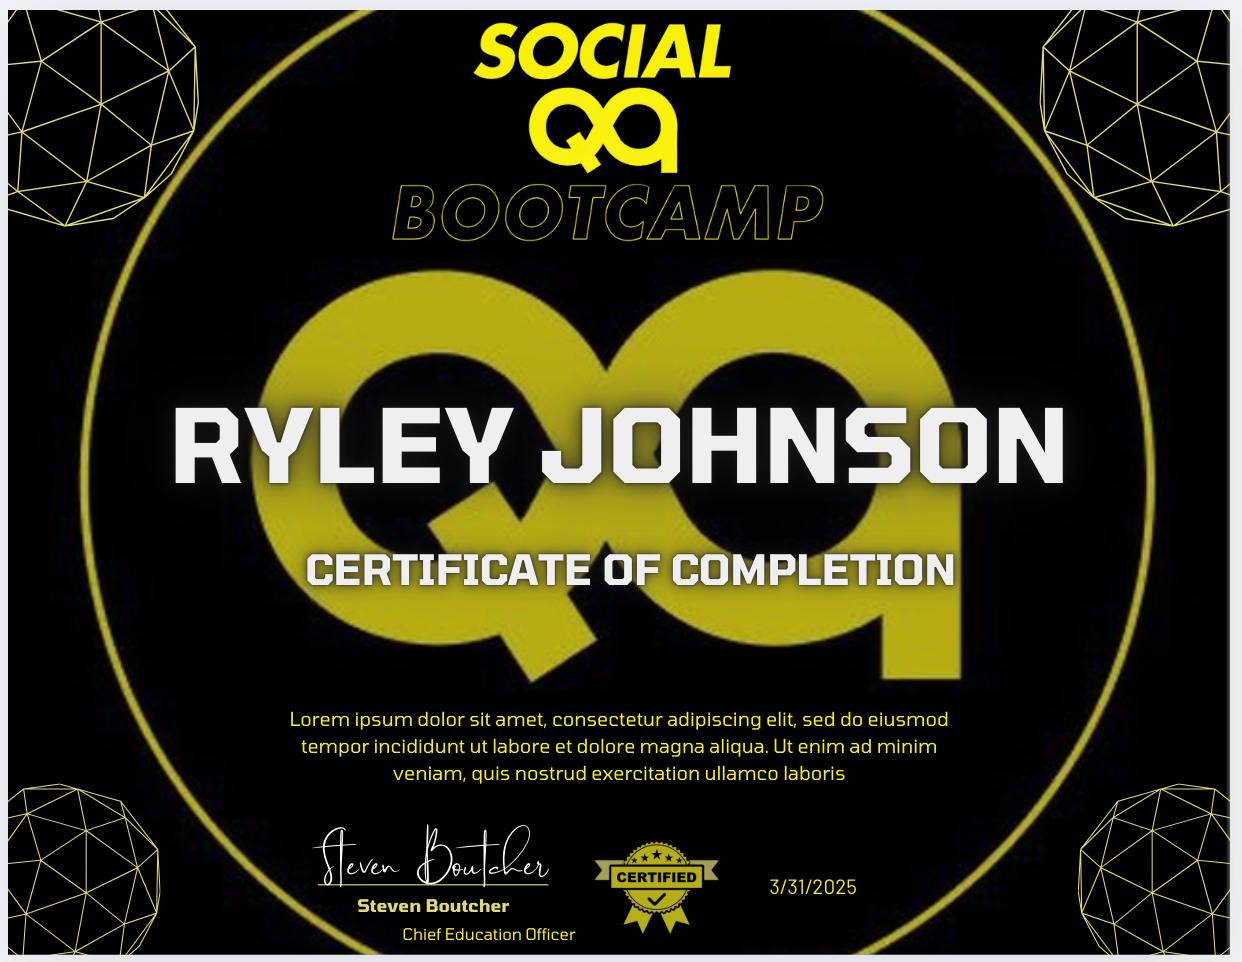 SOCIAL
QQ
BOOTCAMP
RYLEY JOHNSON
CERTIFICATE OF COMPLETION
Lorem ipsum dolor sit amet, consectetur adipiscing elit, sed do eiusmod
tempor incididunt ut labore et dolore magna aliqua. Ut enim ad minim
veniam, quis nostrud exercitation ullamco laboris
Steven Boutcher
CERTIFIED
3/31/2025
Steven Boutcher
Chief Education Officer